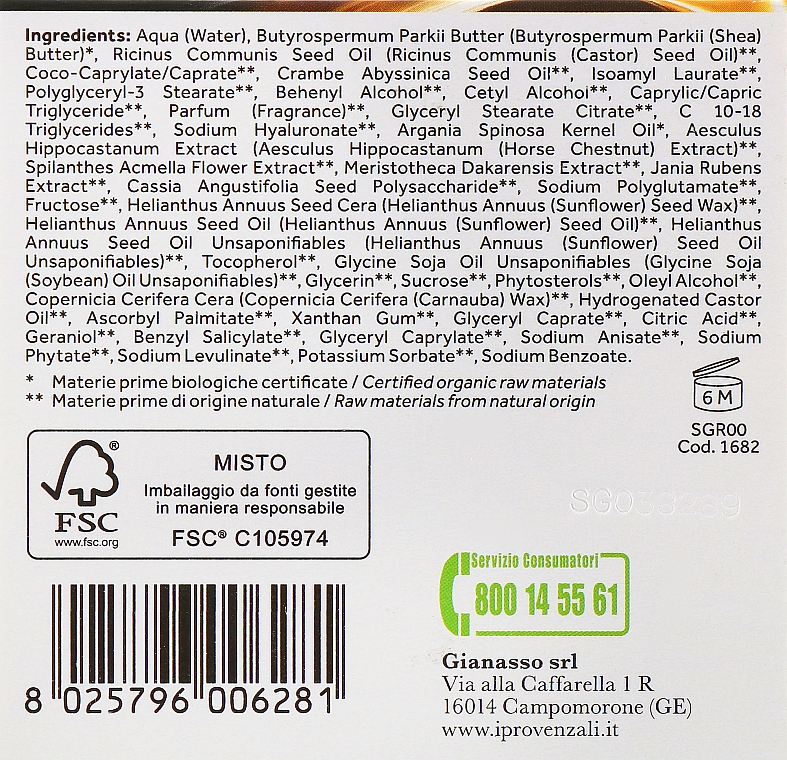 Ingredients: Aqua (Water), Butyrospermum Parkii Butter (Butyrospermum Parkii (Shea)
Butter)*, Ricinus Communis Seed Oil (Ricinus Communis (Castor) Seed Oil)**,
Coco-Caprylate/Caprate**, Crambe Abyssinica Seed Oil**, Isoamyl Laurate**,
Polyglyceryl-3 Stearate**, Behenyl Alcohol**, Cetyl Alcohol**, Caprylic/Capric
Triglyceride**, Parfum (Fragrance)**, Glyceryl Stearate Citrate**, C 10-18
Triglycerides**, Sodium Hyaluronate**, Argania Spinosa Kernel Oil*, Aesculus
Hippocastanum Extract (Aesculus Hippocastanum (Horse Chestnut) Extract)**,
Spilanthes Acmella Flower Extract**, Meristotheca Dakarensis Extract**, Jania Rubens
Extract**, Cassia Angustifolia Seed Polysaccharide**, Sodium Polyglutamate**,
Fructose**, Helianthus Annuus Seed Cera (Helianthus Annuus (Sunflower) Seed Wax)**,
Helianthus Annuus Seed Oil (Helianthus Annuus (Sunflower) Seed Oil)**, Helianthus
Annuus Seed Oil Unsaponifiables (Helianthus Annuus (Sunflower) Seed Oil
Unsaponifiables)**, Tocopherol**, Glycine Soja Oil Unsaponifiables (Glycine Soja
(Soybean) Oil Unsaponifiables)**, Glycerin**, Sucrose**, Phytosterols**, Oleyl Alcohol**,
Copernicia Cerifera Cera (Copernicia Cerifera (Carnauba) Wax)**, Hydrogenated Castor
Oil**, Ascorbyl Palmitate**, Xanthan Gum**, Glyceryl Caprate**, Citric Acid**,
Geraniol**, Benzyl Salicylate**, Glyceryl Caprylate**, Sodium Anisate**, Sodium
Phytate**, Sodium Levulinate**, Potassium Sorbate**, Sodium Benzoate.
* Materie prime biologiche certificate / Certified organic raw materials
** Materie prime di origine naturale / Raw materials from natural origin
6 M
SGR00
Cod. 1682
FSC®
www.fsc.org
MISTO
Imballaggio da fonti gestite
in maniera responsabile
FSC® C105974
Servizio Consumatori
800 14 55 61
Gianasso srl
Via alla Caffarella 1 R
16014 Campomorone (GE)
www.iprovenzali.it
8 025796 006281